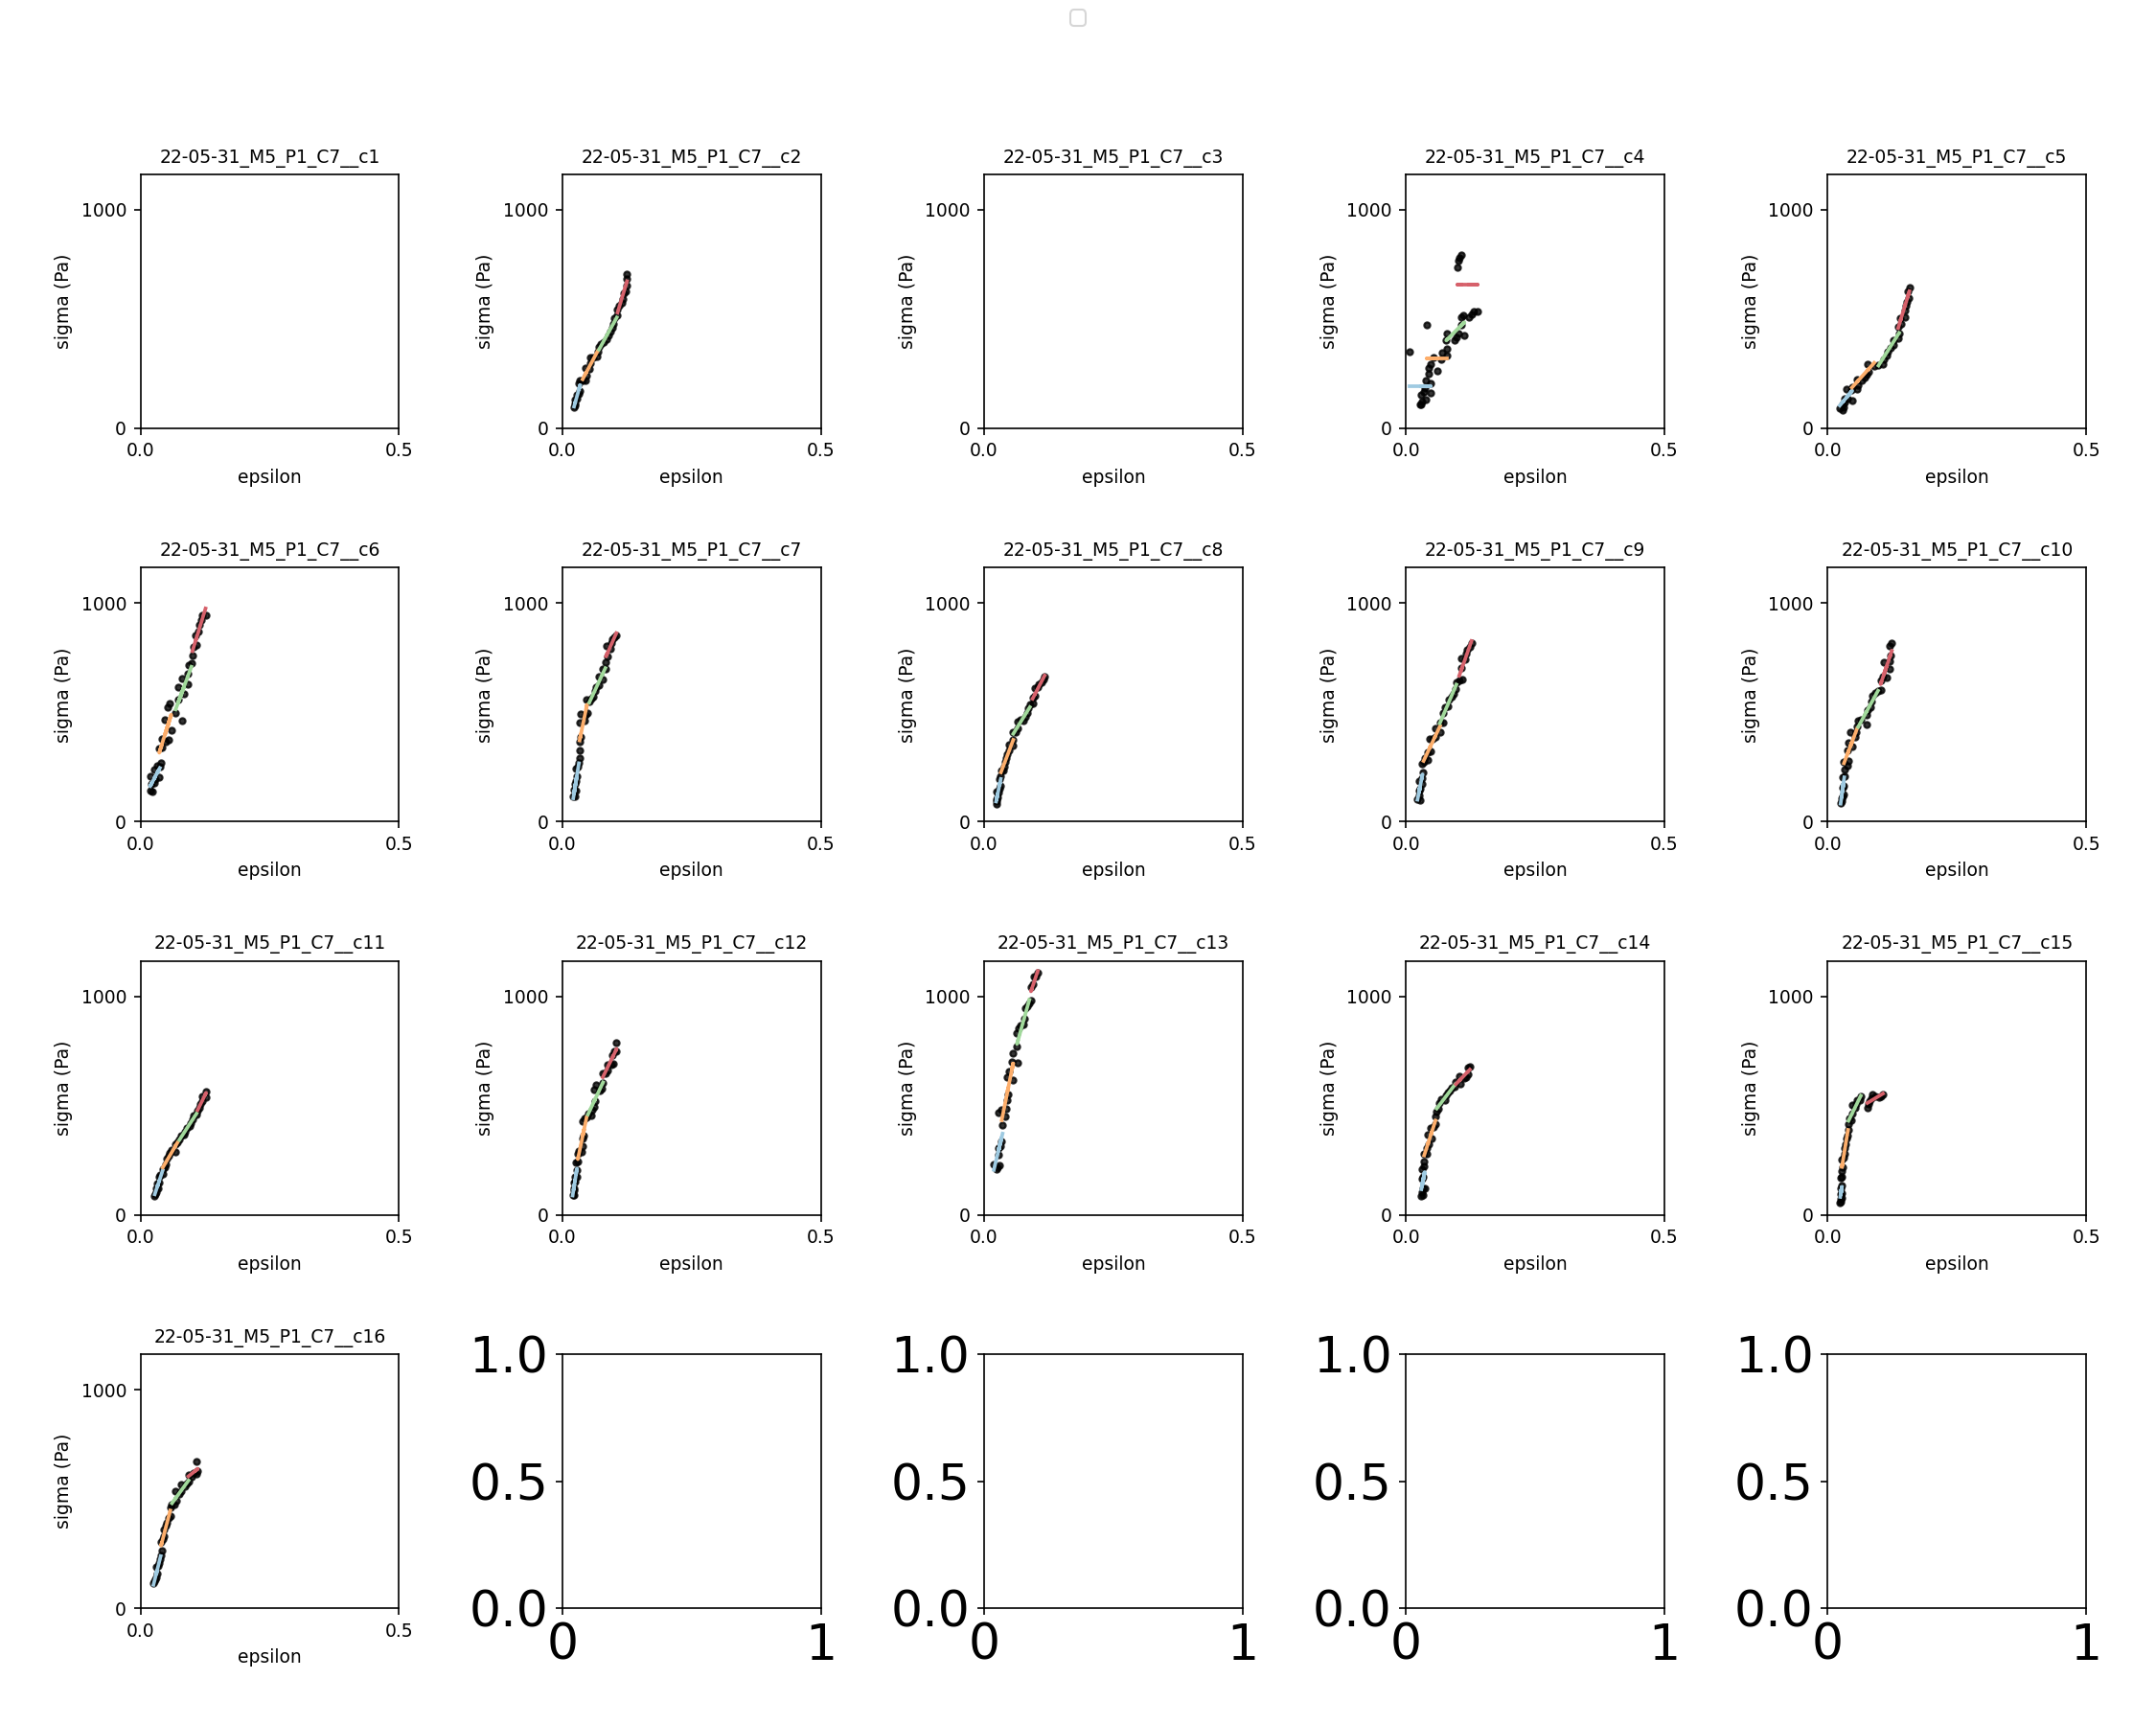 22-05-31_M5_P1_C7__c1
1000
0
0.0
0.5
sigma (Pa)
epsilon
22-05-31_M5_P1_C7__c2
1000
0
0.0
0.5
sigma (Pa)
epsilon
22-05-31_M5_P1_C7__c3
1000
0
0.0
0.5
sigma (Pa)
epsilon
22-05-31_M5_P1_C7__c4
1000
0
0.0
0.5
sigma (Pa)
epsilon
22-05-31_M5_P1_C7__c5
1000
0
0.0
0.5
sigma (Pa)
epsilon
22-05-31_M5_P1_C7__c6
1000
0
0.0
0.5
sigma (Pa)
epsilon
22-05-31_M5_P1_C7__c7
1000
0
0.0
0.5
sigma (Pa)
epsilon
22-05-31_M5_P1_C7__c8
1000
0
0.0
0.5
sigma (Pa)
epsilon
22-05-31_M5_P1_C7__c9
1000
0
0.0
0.5
sigma (Pa)
epsilon
22-05-31_M5_P1_C7__c10
1000
0
0.0
0.5
sigma (Pa)
epsilon
22-05-31_M5_P1_C7__c11
1000
0
0.0
0.5
sigma (Pa)
epsilon
22-05-31_M5_P1_C7__c12
1000
0
0.0
0.5
sigma (Pa)
epsilon
22-05-31_M5_P1_C7__c13
1000
0
0.0
0.5
sigma (Pa)
epsilon
22-05-31_M5_P1_C7__c14
1000
0
0.0
0.5
sigma (Pa)
epsilon
22-05-31_M5_P1_C7__c15
1000
0
0.0
0.5
sigma (Pa)
epsilon
22-05-31_M5_P1_C7__c16
1000
0
0.0
0.5
sigma (Pa)
epsilon
1.0
0.5
0.0
0
1
1.0
0.5
0.0
0
1
1.0
0.5
0.0
0
1
1.0
0.5
0.0
0
1